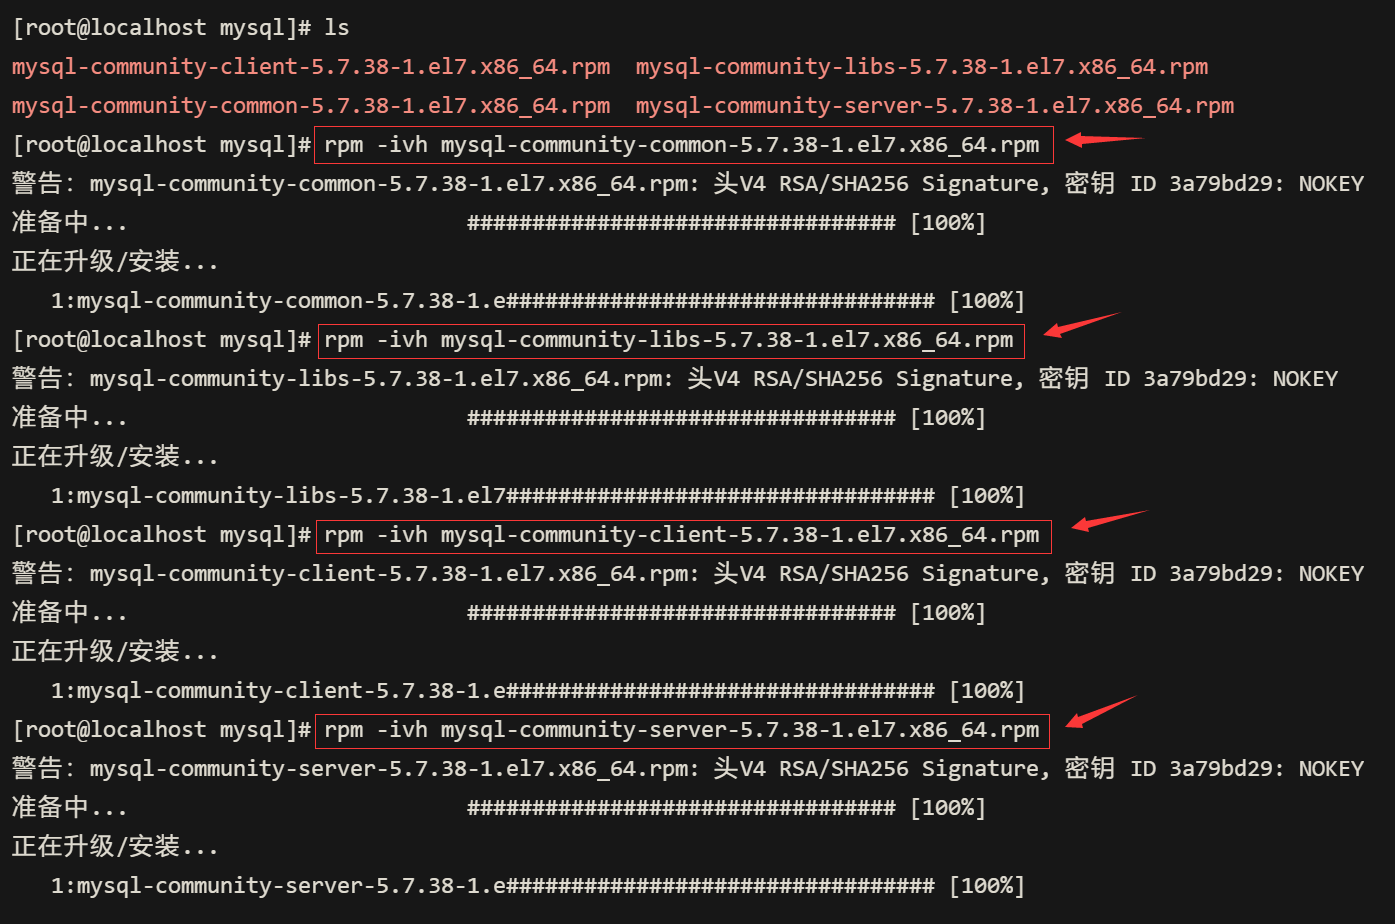 [root@localhost mysql]# ls
mysql-community-client-5.7.38-1.el7.x86_64.rpm  mysql-community-libs-5.7.38-1.el7.x86_64.rpm
mysql-community-common-5.7.38-1.el7.x86_64.rpm  mysql-community-server-5.7.38-1.el7.x86_64.rpm
[root@localhost mysql]# rpm -ivh mysql-community-common-5.7.38-1.el7.x86_64.rpm
警告：mysql-community-common-5.7.38-1.el7.x86_64.rpm: 头V4 RSA/SHA256 Signature, 密钥 ID 3a79bd29: NOKEY
准备中...                          ################################# [100%]
正在升级/安装...
   1:mysql-community-common-5.7.38-1.e################################# [100%]
[root@localhost mysql]# rpm -ivh mysql-community-libs-5.7.38-1.el7.x86_64.rpm
警告：mysql-community-libs-5.7.38-1.el7.x86_64.rpm: 头V4 RSA/SHA256 Signature, 密钥 ID 3a79bd29: NOKEY
准备中...                          ################################# [100%]
正在升级/安装...
   1:mysql-community-libs-5.7.38-1.el7################################# [100%]
[root@localhost mysql]# rpm -ivh mysql-community-client-5.7.38-1.el7.x86_64.rpm
警告：mysql-community-client-5.7.38-1.el7.x86_64.rpm: 头V4 RSA/SHA256 Signature, 密钥 ID 3a79bd29: NOKEY
准备中...                          ################################# [100%]
正在升级/安装...
   1:mysql-community-client-5.7.38-1.e################################# [100%]
[root@localhost mysql]# rpm -ivh mysql-community-server-5.7.38-1.el7.x86_64.rpm
警告：mysql-community-server-5.7.38-1.el7.x86_64.rpm: 头V4 RSA/SHA256 Signature, 密钥 ID 3a79bd29: NOKEY
准备中...                          ################################# [100%]
正在升级/安装...
   1:mysql-community-server-5.7.38-1.e################################# [100%]